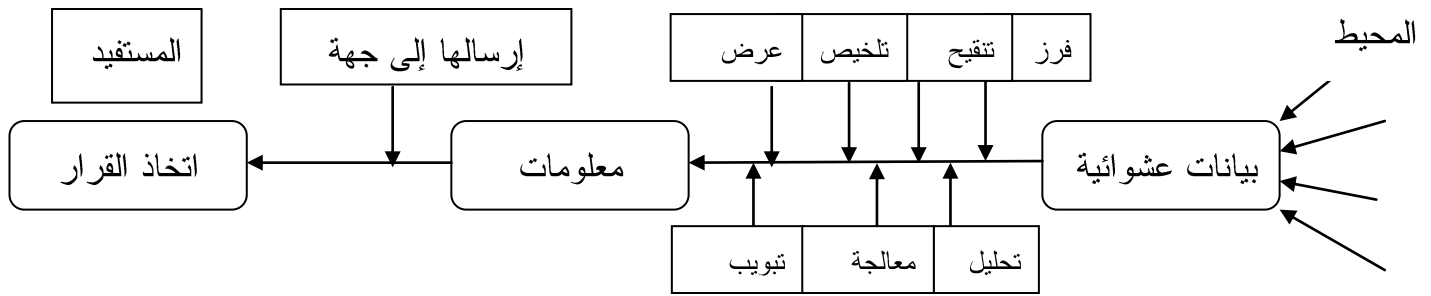 المحيط
فرز
تنقيح
تلخيص
عرض
إرسالها إلى جهة
المستفيد
بيانات عشوائية
معلومات
اتخاذ القرار
تحليل
معالجة
تبويب